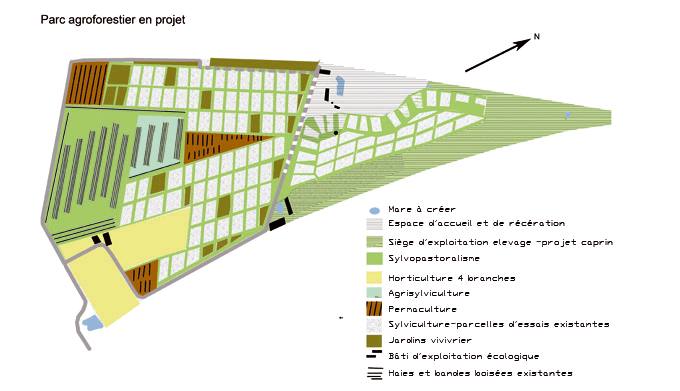 Parc agroforestier en projet
N
Mare à créer
Espace d'accueil et de récération
Siège d'exploitation elevage -projet caprin
Sylvopastoralisme
Horticulture 4 branches
Agrisylviculture
Permaculture
Sylviculture-parcelles d'essais existantes
Jardins vivivrier
Bâti d'exploitation écologique
Haies et bandes boisées existantes